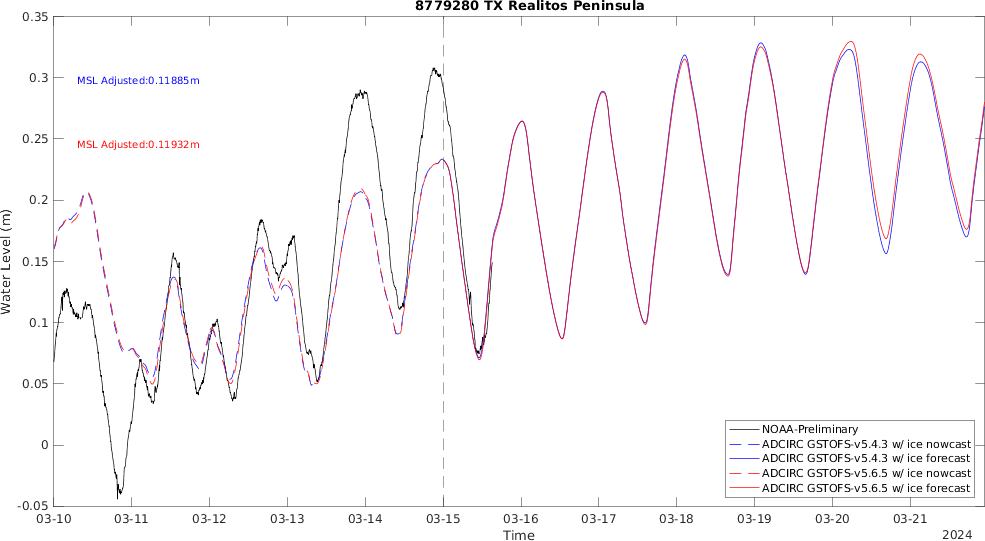 8779280 TX Realitos Peninsula
0.35
0.3
0.25
0.2
0.15
0.1
0.05
0
-0.05
Water Level (m)
MSL Adjusted:0.11885m
MSL Adjusted:0.11932m
NOAA-Preliminary
ADCIRC GSTOFS-v5.4.3 w/ ice nowcast
ADCIRC GSTOFS-v5.4.3 w/ ice forecast
ADCIRC GSTOFS-v5.6.5 w/ ice nowcast
ADCIRC GSTOFS-v5.6.5 w/ ice forecast
03-10 03-11 03-12 03-13 03-14 03-15 03-16 03-17 03-18 03-19 03-20 03-21
Time
2024